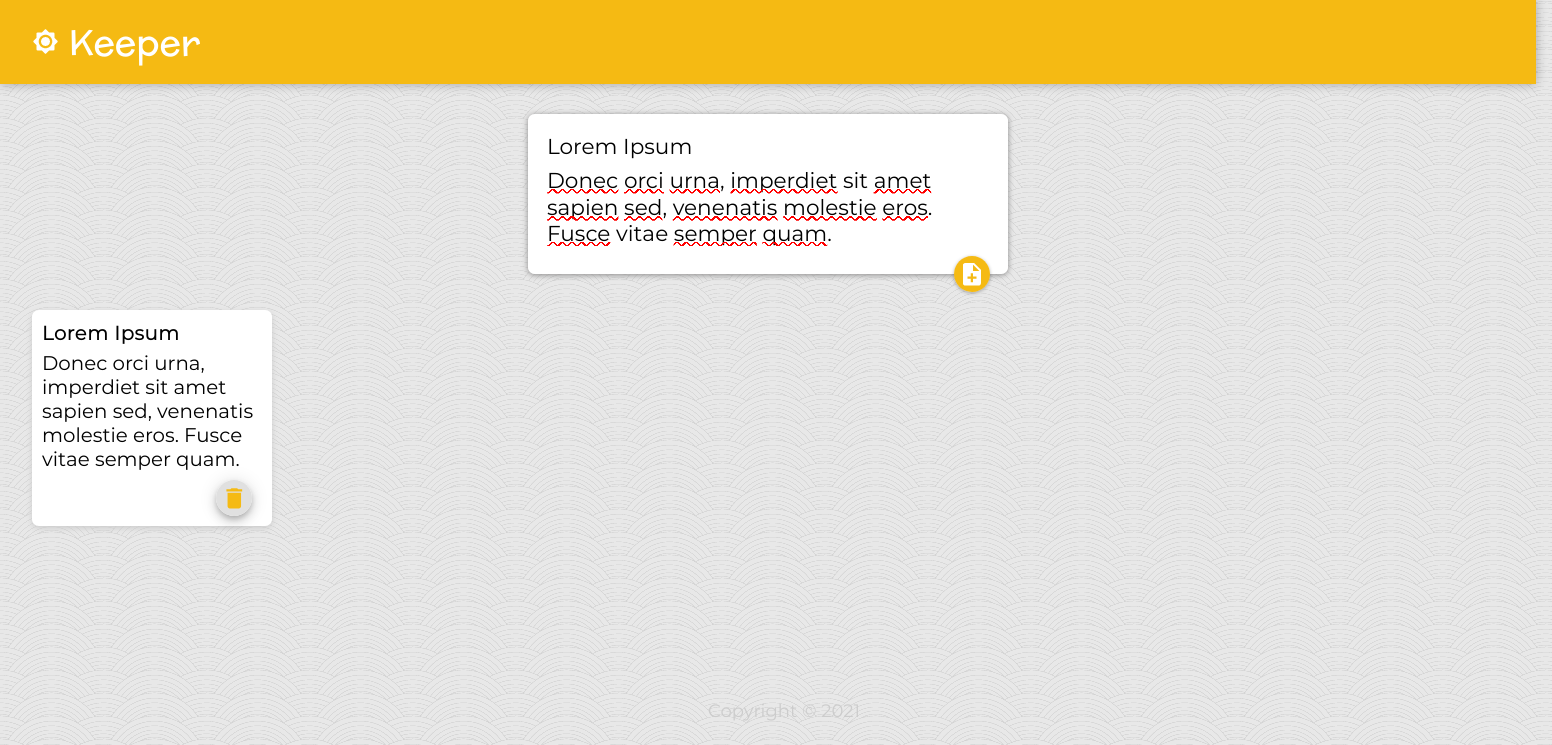 Keeper
Lorem Ipsum
Donec orci urna, imperdiet sit amet
sapien sed, venenatis molestie eros.
Fusce vitae semper quam.
Lorem Ipsum
Donec orci urna,
imperdiet sit amet
sapien sed, venenatis
molestie eros. Fusce
vitae semper quam.
Copyright © 2021